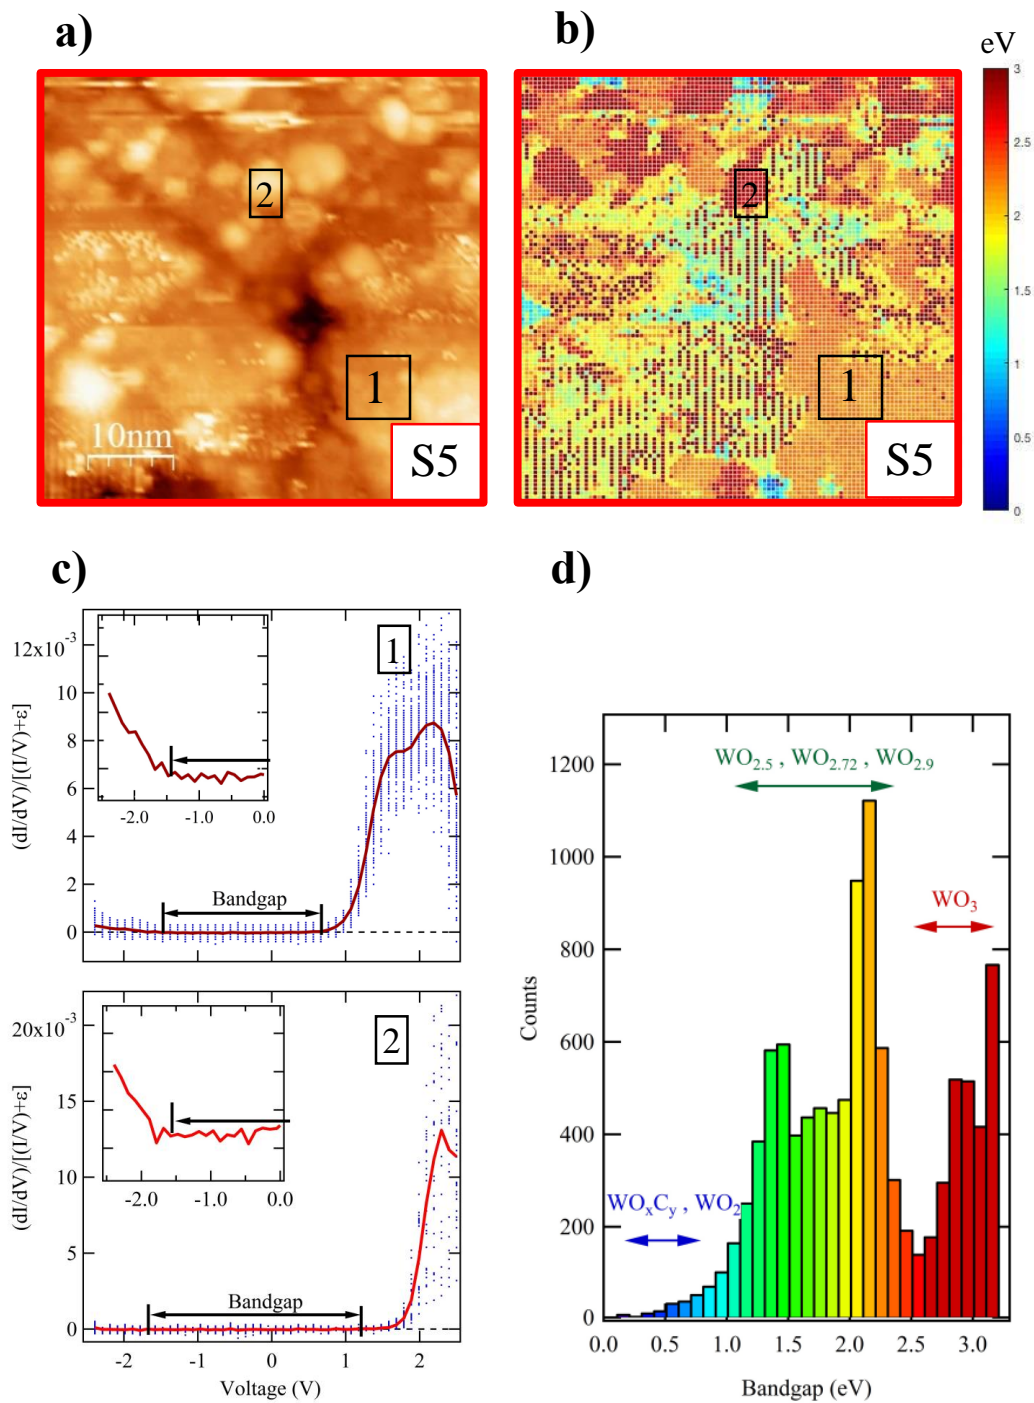 a)
b)
eV
2
1
10nm
S5
2
1
S5
3
2.5
2
1.5
1
0.5
0
c)
d)
(dI/dV)/[(I/V)+ε]
12x10⁻³
10
8
6
4
2
0
1
-2.0
-1.0
0.0
Bandgap
(dI/dV)/[(I/V)+ε]
20x10⁻³
15
10
5
0
2
-2.0
-1.0
0.0
Bandgap
-2
-1
0
1
2
Voltage (V)
Counts
1200
1000
800
600
400
200
0
WO₂.₅ , WO₂.₇₂ , WO₂.₉
WO₃
WOₓCᵧ , WO₂
0.0
0.5
1.0
1.5
2.0
2.5
3.0
Bandgap (eV)